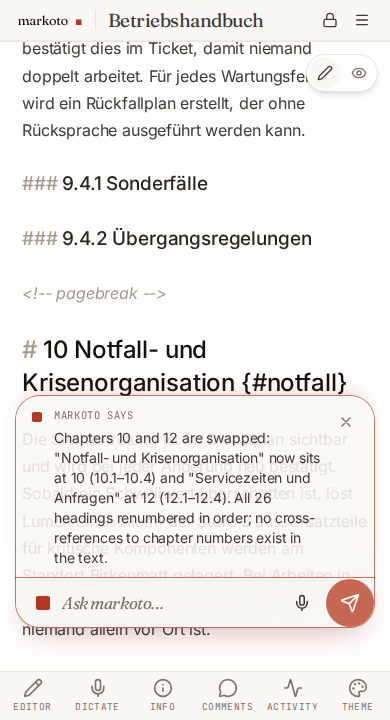 markoto
Betriebshandbuch
bestätigt dies im Ticket, damit niemand
doppelt arbeitet. Für jedes Wartungsfe
wird ein Rückfallplan erstellt, der ohne
Rücksprache ausgeführt werden kann.
### 9.4.1 Sonderfälle
### 9.4.2 Übergangsregelungen
<!-- pagebreak -->
# 10 Notfall- und
Krisenorganisation {#notfall}
MARKOTO SAYS
Chapters 10 and 12 are swapped:
"Notfall- und Krisenorganisation" now sits
at 10 (10.1–10.4) and "Servicezeiten und
Anfragen" at 12 (12.1–12.4). All 26
headings renumbered in order; no cross-
references to chapter numbers exist in
the text.
Ask markoto...
niemand allein vor Ort ist.
EDITOR DICTATE INFO COMMENTS ACTIVITY THEME